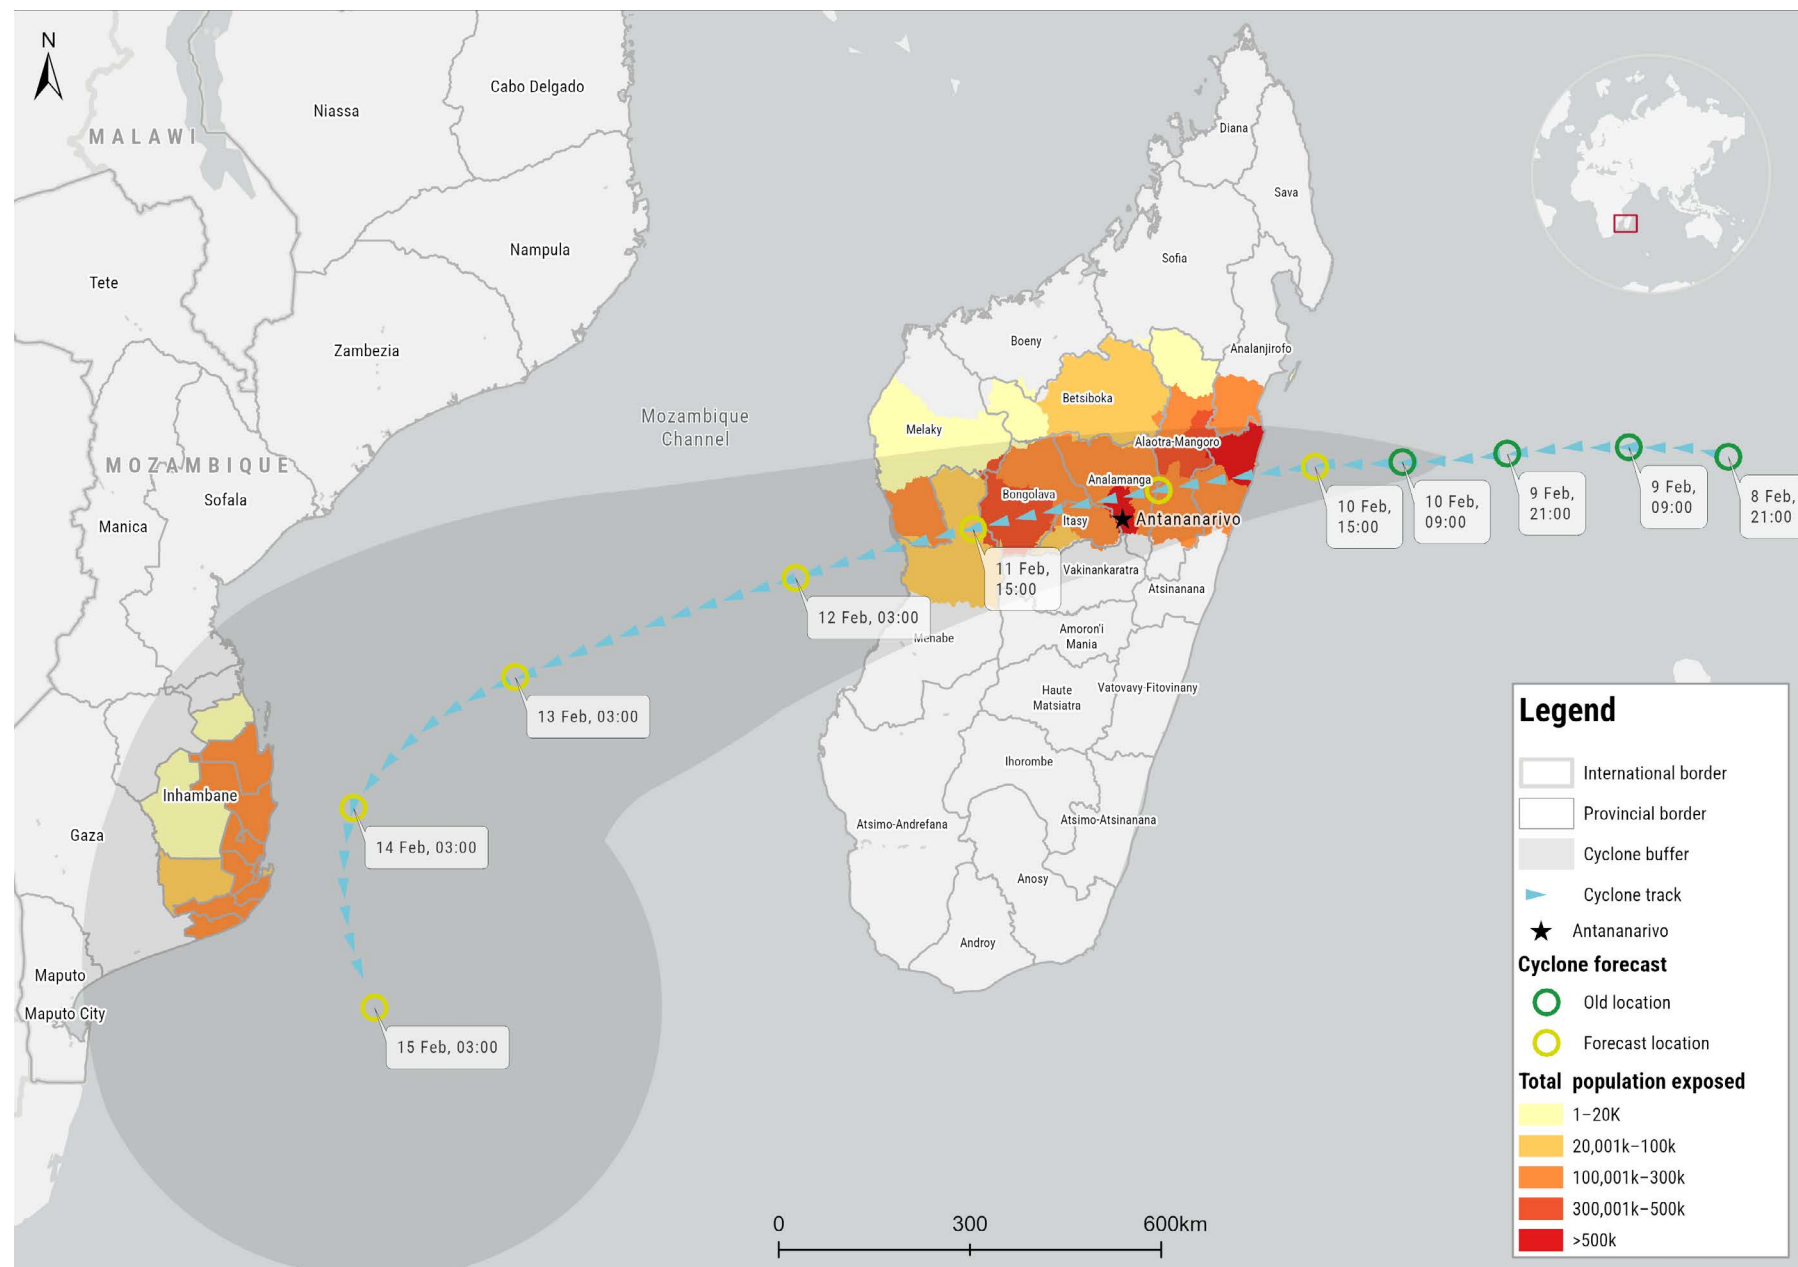 N
MALAWI
Niassa
Cabo Delgado
Nampula
Tete
Zambezia
MOZAMBIQUE
Sofala
Manica
Inhambane
Gaza
Maputo
Maputo City
Mozambique
Channel
Diana
Sava
Sofia
Boeny
Analanjirofo
Betsiboka
Melaky
Alaotra-Mangoro
Analamanga
Bongolava
Itasy
Antananarivo
Vakinankaratra
Atsinanana
Menabe
Amoron'i
Mania
Haute
Matsiatra
Vatovavy-Fitovinany
Ihorombe
Atsimo-Andrefana
Atsimo-Atsinanana
Anosy
Androy
8 Feb,
21:00
9 Feb,
09:00
9 Feb,
21:00
10 Feb,
09:00
10 Feb,
15:00
11 Feb,
15:00
12 Feb, 03:00
13 Feb, 03:00
14 Feb, 03:00
15 Feb, 03:00
0 300 600km
Legend
International border
Provincial border
Cyclone buffer
Cyclone track
Antananarivo
Cyclone forecast
Old location
Forecast location
Total population exposed
1–20K
20,001k–100k
100,001k–300k
300,001k–500k
>500k